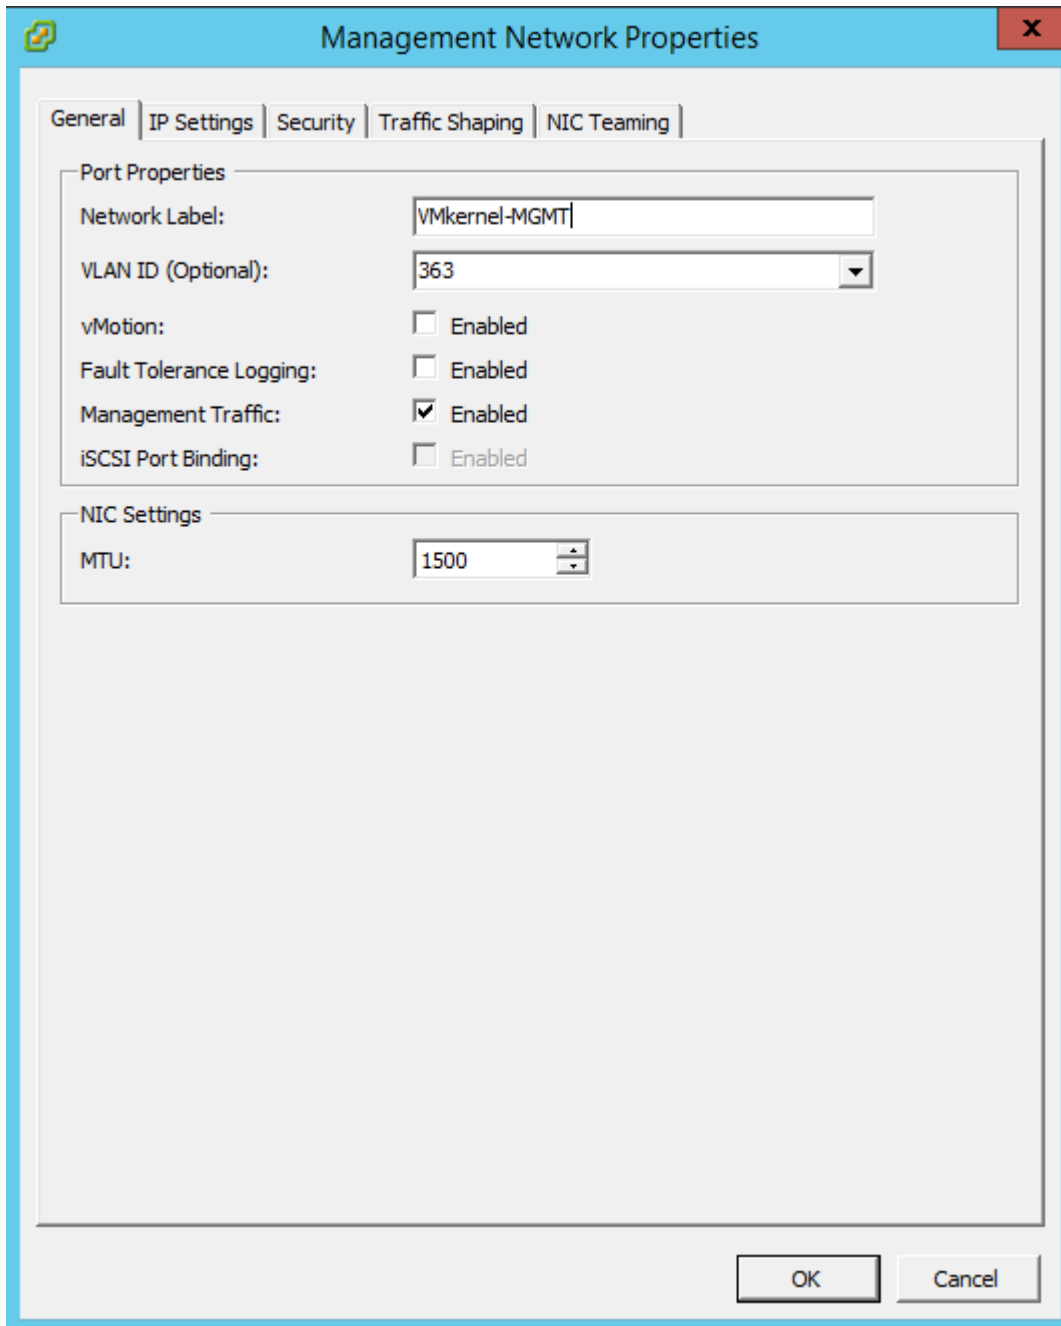 Management Network Properties
x
General IP Settings Security Traffic Shaping NIC Teaming
Port Properties
Network Label: VMkernel-MGMT
VLAN ID (Optional): 363
vMotion: Enabled
Fault Tolerance Logging: Enabled
Management Traffic: Enabled
iSCSI Port Binding: Enabled
NIC Settings
MTU: 1500
OK Cancel